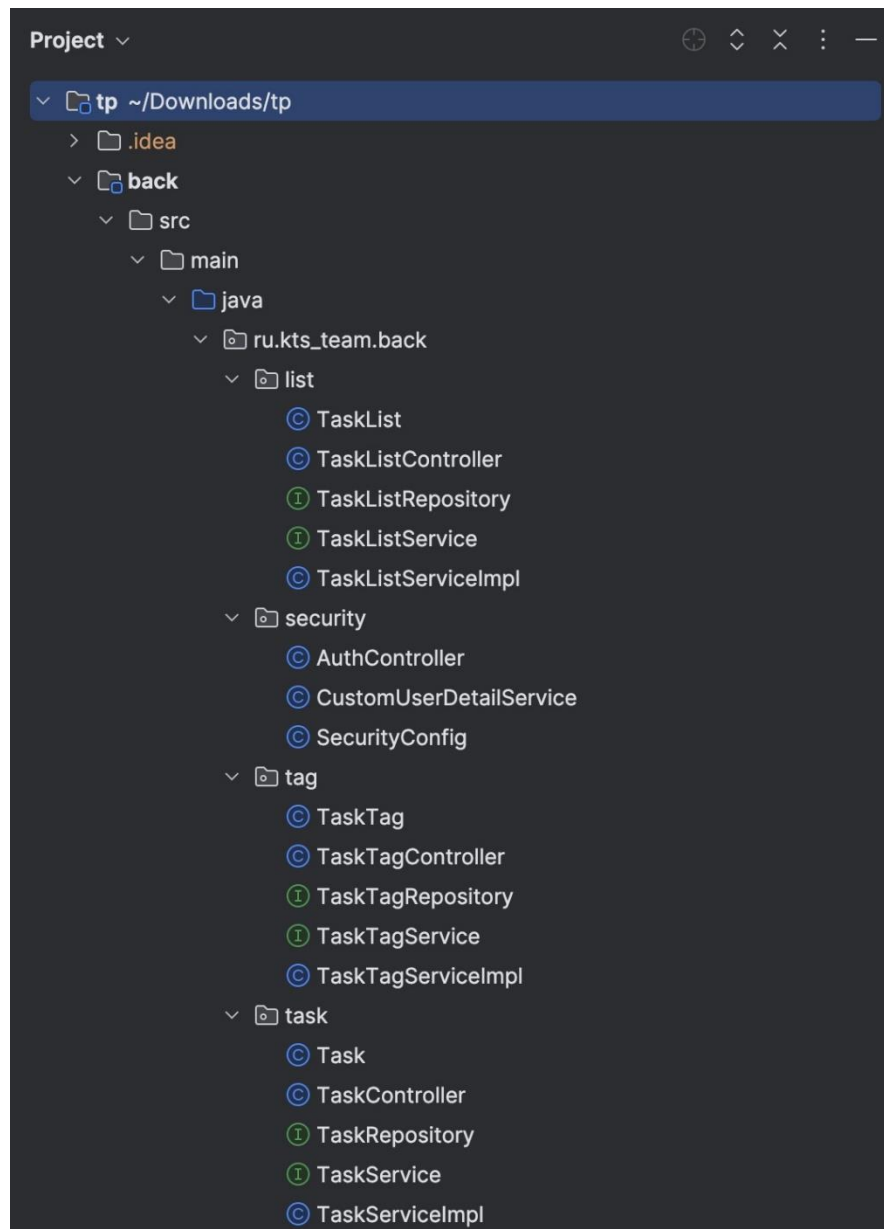 Project
tp ~/Downloads/tp
.idea
back
src
main
java
ru.kts_team.back
list
C TaskList
C TaskListController
I TaskListRepository
I TaskListService
C TaskListServiceImpl
security
C AuthController
C CustomUserDetailService
C SecurityConfig
tag
C TaskTag
C TaskTagController
I TaskTagRepository
I TaskTagService
C TaskTagServiceImpl
task
C Task
C TaskController
I TaskRepository
I TaskService
C TaskServiceImpl